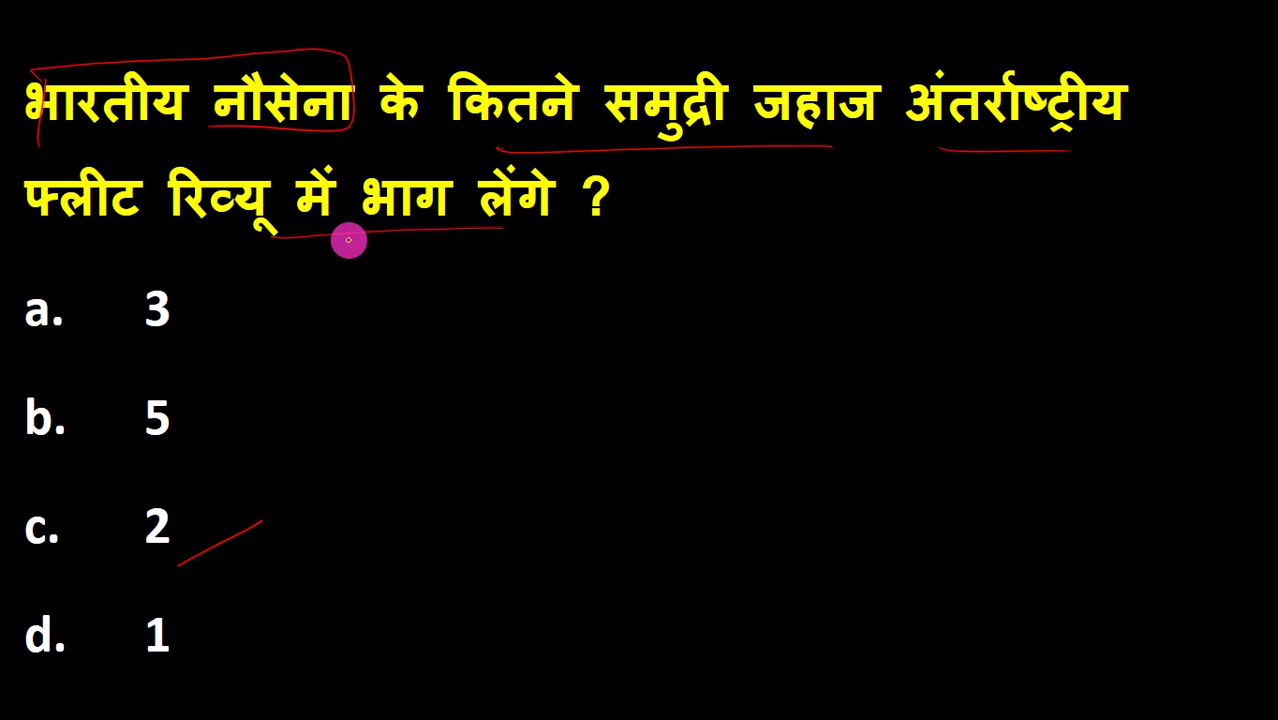 भारतीय नौसेना के कितने समुद्री जहाज अंतर्राष्ट्रीय
फ्लीट रिव्यू में भाग लेंगे ?
a. 3
b. 5
c. 2
d. 1